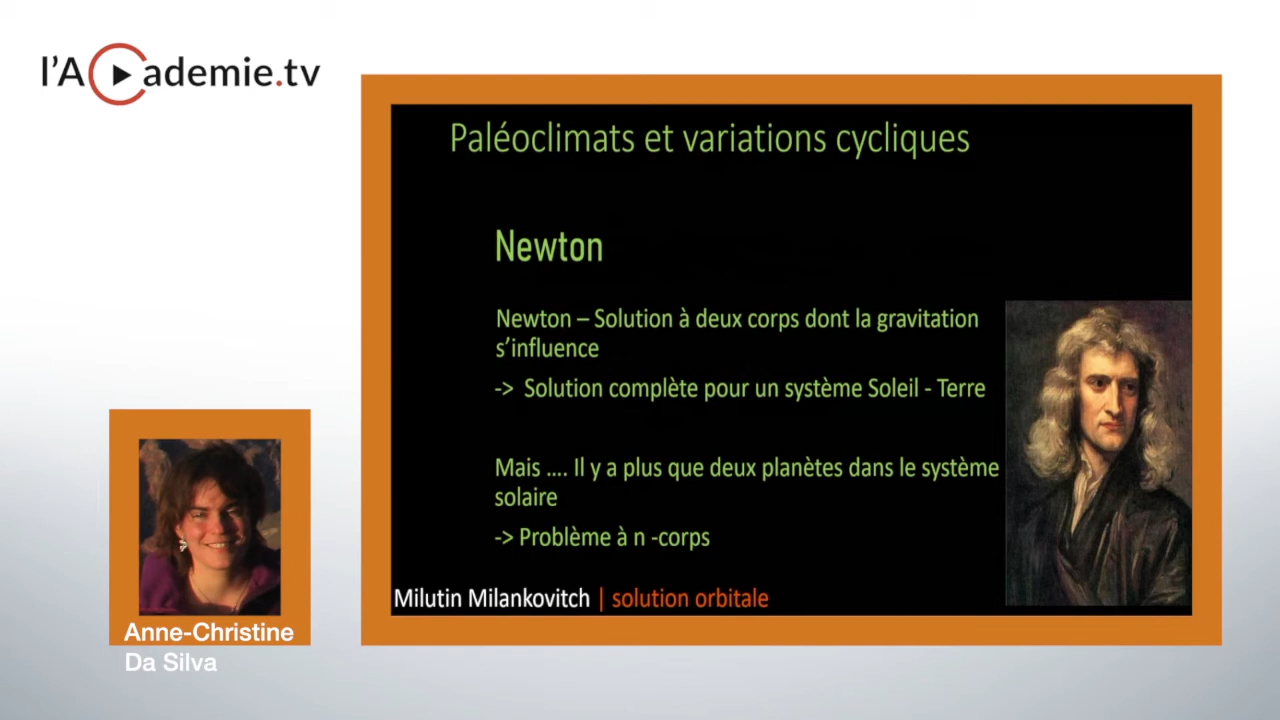 l'Academie.tv
Paléoclimats et variations cycliques
Newton
Newton – Solution à deux corps dont la gravitation
s'influence
-> Solution complète pour un système Soleil - Terre
Mais .... Il y a plus que deux planètes dans le système
solaire
-> Problème à n -corps
Milutin Milankovitch | solution orbitale
Anne-Christine
Da Silva